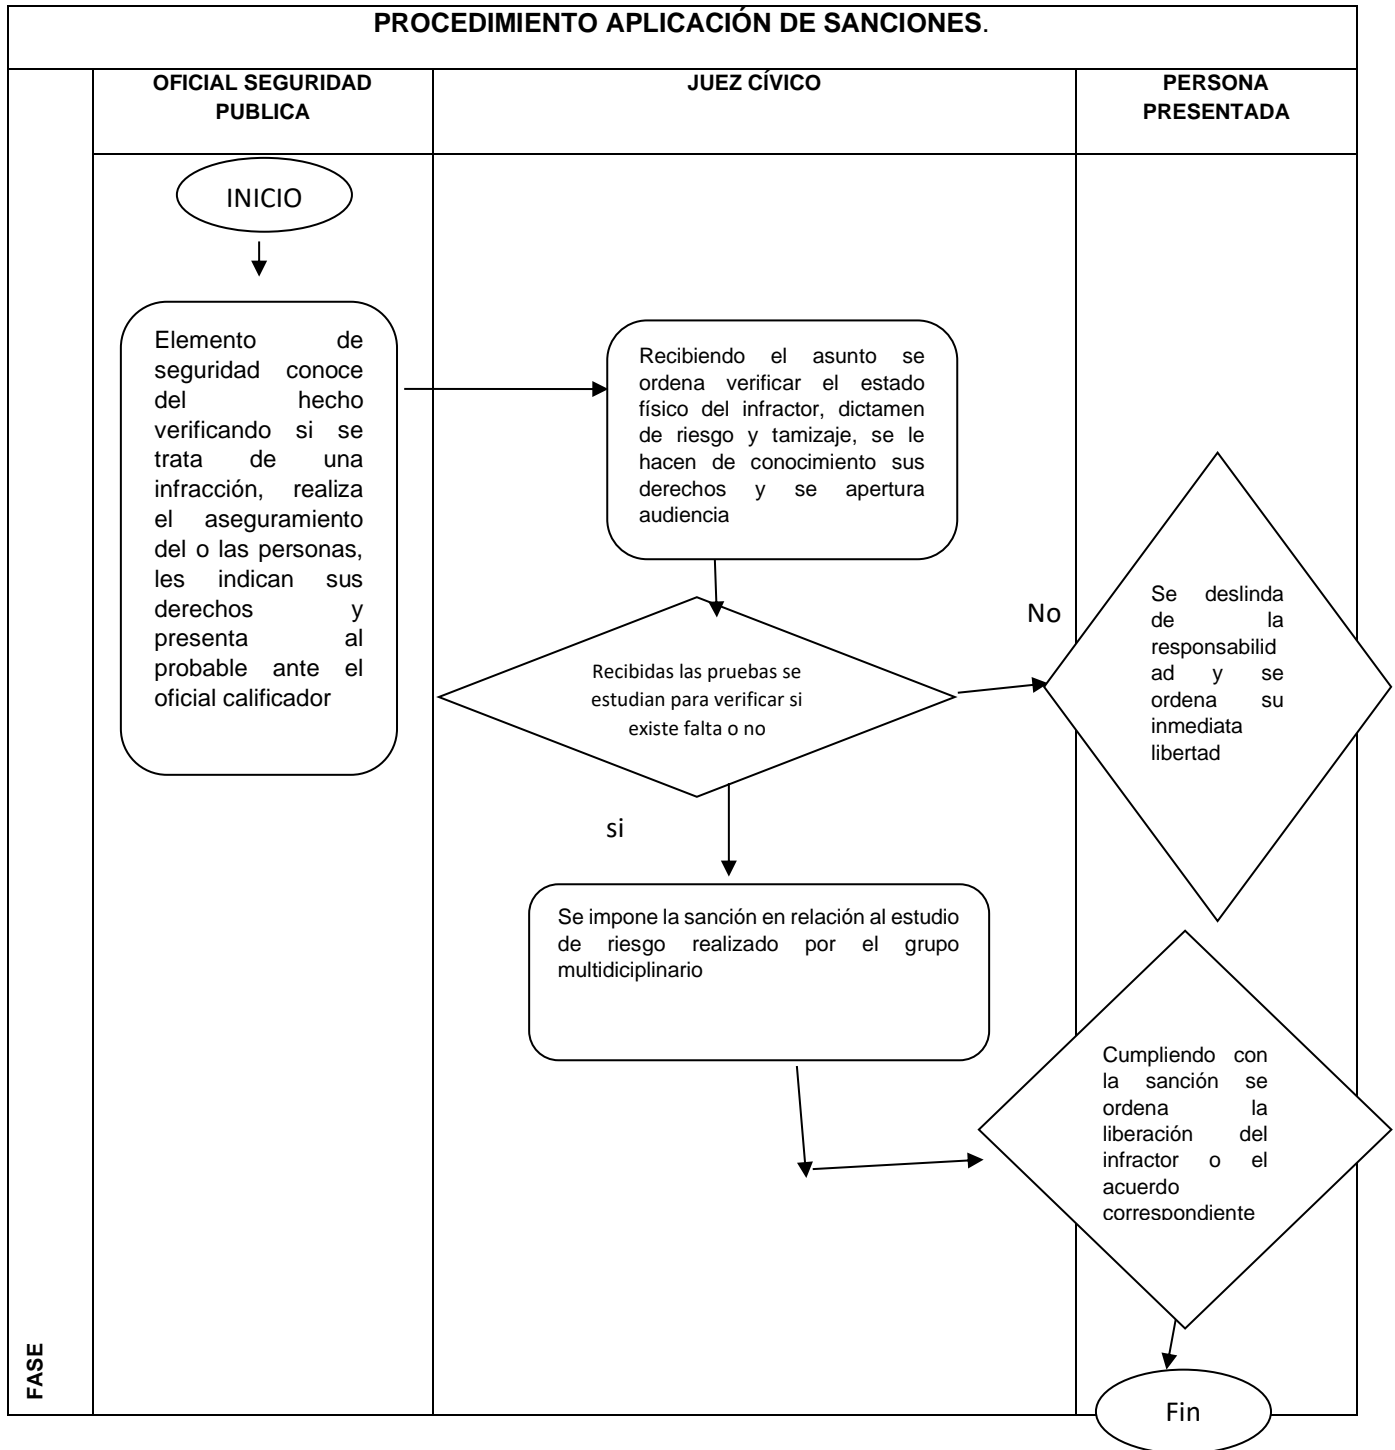 PROCEDIMIENTO APLICACIÓN DE SANCIONES.
OFICIAL SEGURIDAD
PUBLICA
JUEZ CÍVICO
PERSONA
PRESENTADA
INICIO
Elemento de
seguridad conoce
del hecho
verificando si se
trata de una
infracción, realiza
el aseguramiento
del o las personas,
les indican sus
derechos y
presenta al
probable ante el
oficial calificador
Recibiendo el asunto se
ordena verificar el estado
físico del infractor, dictamen
de riesgo y tamizaje, se le
hacen de conocimiento sus
derechos y se apertura
audiencia
Recibidas las pruebas se
estudian para verificar si
existe falta o no
No
Se deslinda
de la
responsabilid
ad y se
ordena su
inmediata
libertad
si
Se impone la sanción en relación al estudio
de riesgo realizado por el grupo
multidiciplinario
Cumpliendo con
la sanción se
ordena la
liberación del
infractor o el
acuerdo
correspondiente
Fin
FASE